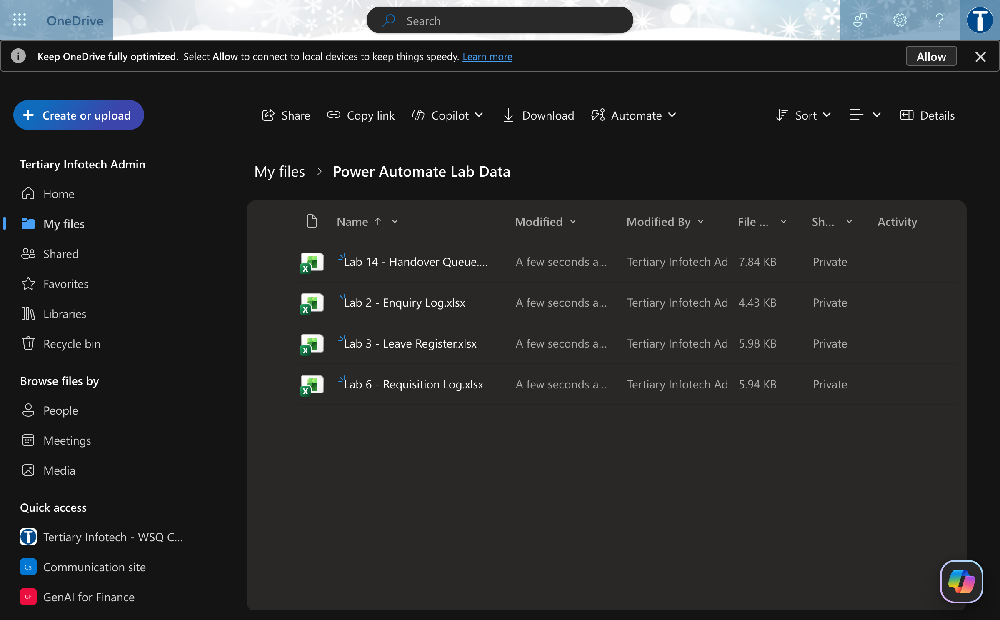 OneDrive
Search
Keep OneDrive fully optimized. Select Allow to connect to local devices to keep things speedy. Learn more
Allow
Create or upload
Share
Copy link
Copilot
Download
Automate
Sort
Details
Tertiary Infotech Admin
Home
My files
Shared
Favorites
Libraries
Recycle bin
Browse files by
People
Meetings
Media
Quick access
Tertiary Infotech - WSQ C...
Cs Communication site
GF GenAI for Finance
My files > Power Automate Lab Data
Name Modified Modified By File ... Sh... Activity
Lab 14 - Handover Queue.... A few seconds a... Tertiary Infotech Ad 7.84 KB Private
Lab 2 - Enquiry Log.xlsx A few seconds a... Tertiary Infotech Ad 4.43 KB Private
Lab 3 - Leave Register.xlsx A few seconds a... Tertiary Infotech Ad 5.98 KB Private
Lab 6 - Requisition Log.xlsx A few seconds a... Tertiary Infotech Ad 5.94 KB Private